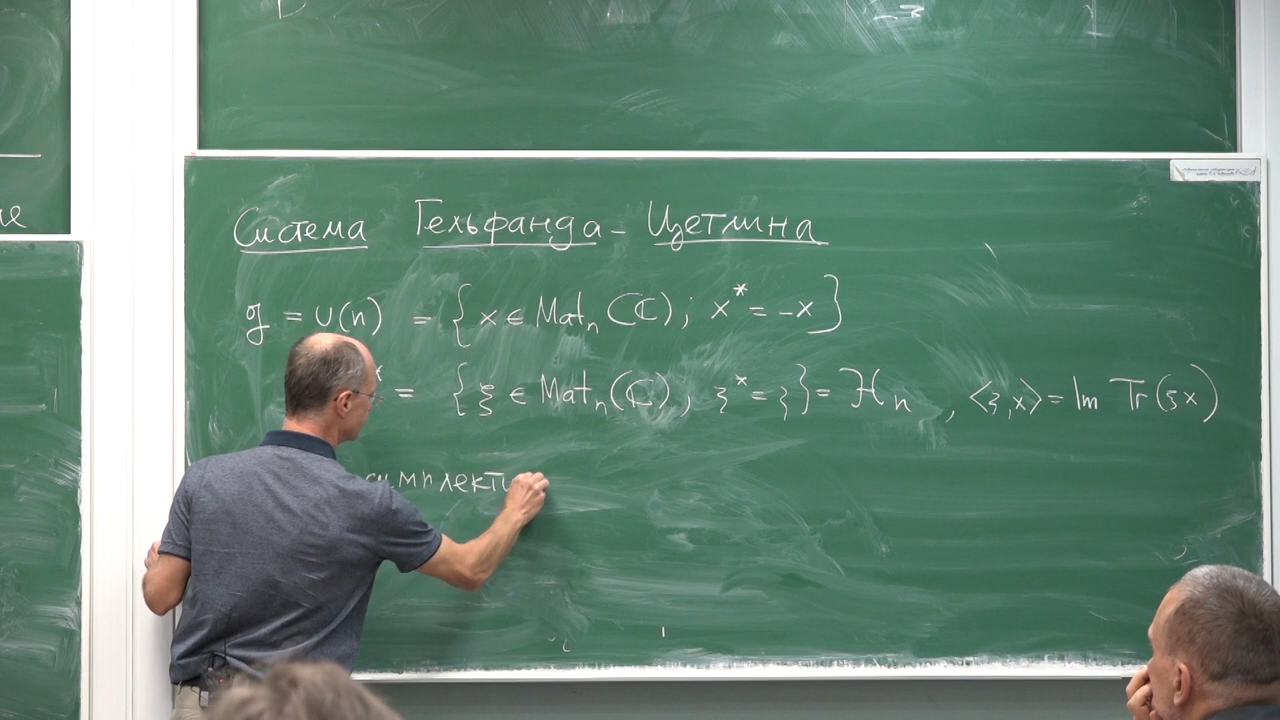 Система Гельфанда - Цетлина
𝔤 = u(n) = { x ∈ Mat_n (ℂ); x* = -x }
* = { ξ ∈ Mat_n(ℂ), ξ* = ξ } = ℋ_n , <ξ,x> = Im Tr(ξx)
симплекти